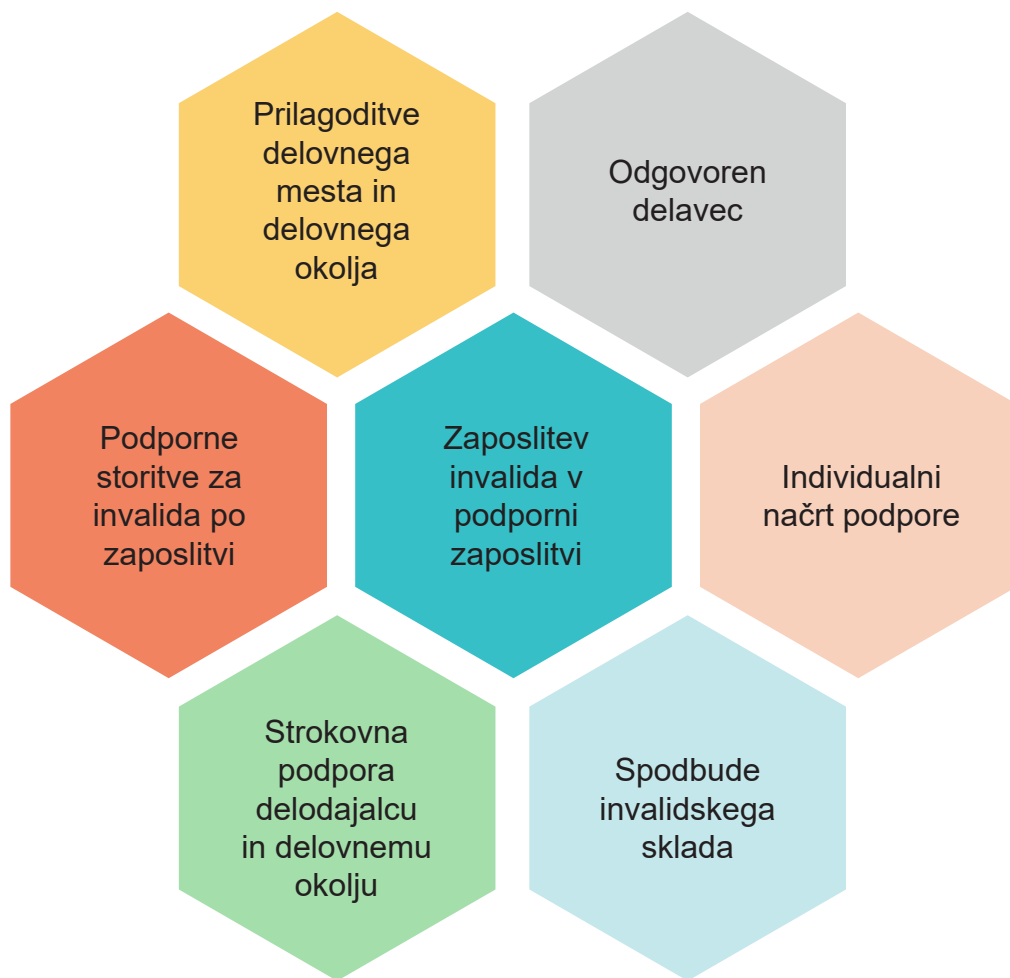 Prilagoditve
delovnega
mesta in
delovnega
okolja
Odgovoren
delavec
Podporne
storitve za
invalida po
zaposlitvi
Zaposlitev
invalida v
podporni
zaposlitvi
Individualni
načrt podpore
Strokovna
podpora
delodajalcu
in delovnemu
okolju
Spodbude
invalidskega
sklada